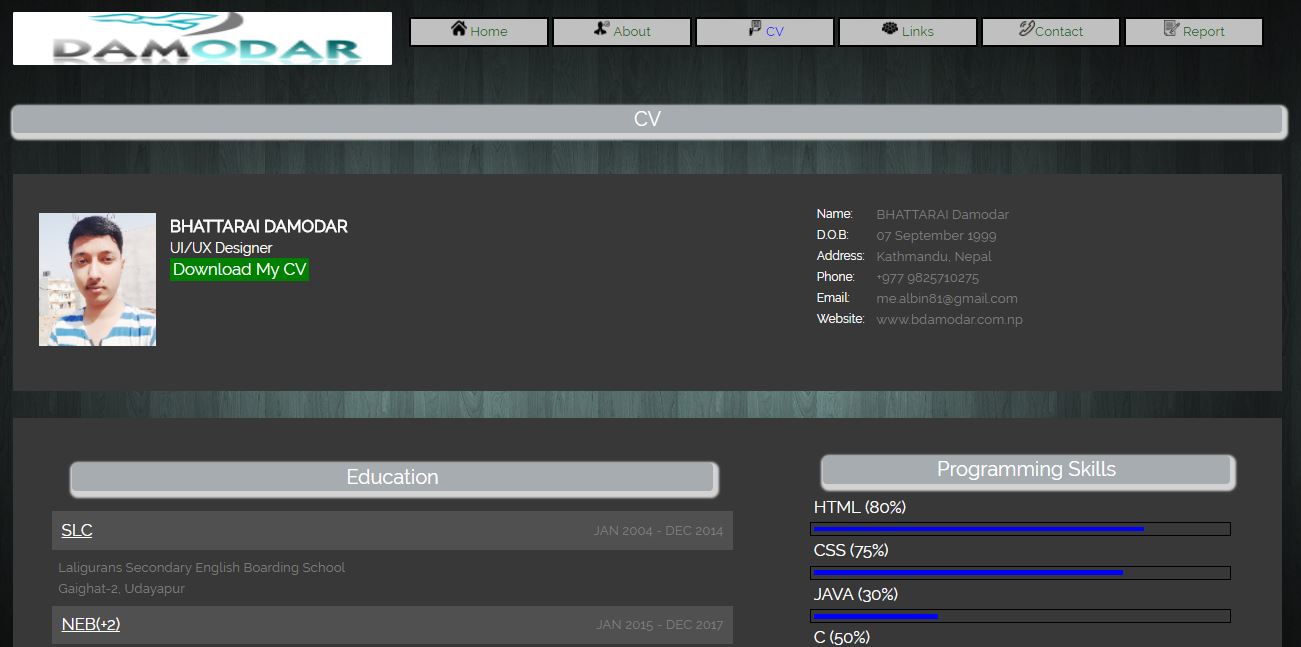 DAMODAR
Home
About
CV
Links
Contact
Report
CV
BHATTARAI DAMODAR
UI/UX Designer
Download My CV
Name: BHATTARAI Damodar
D.O.B: 07 September 1999
Address: Kathmandu, Nepal
Phone: +977 9825710275
Email: me.albin81@gmail.com
Website: www.bdamodar.com.np
Education
SLC JAN 2004 - DEC 2014
Laligurans Secondary English Boarding School
Gaighat-2, Udayapur
NEB(+2) JAN 2015 - DEC 2017
Programming Skills
HTML (80%)
CSS (75%)
JAVA (30%)
C (50%)